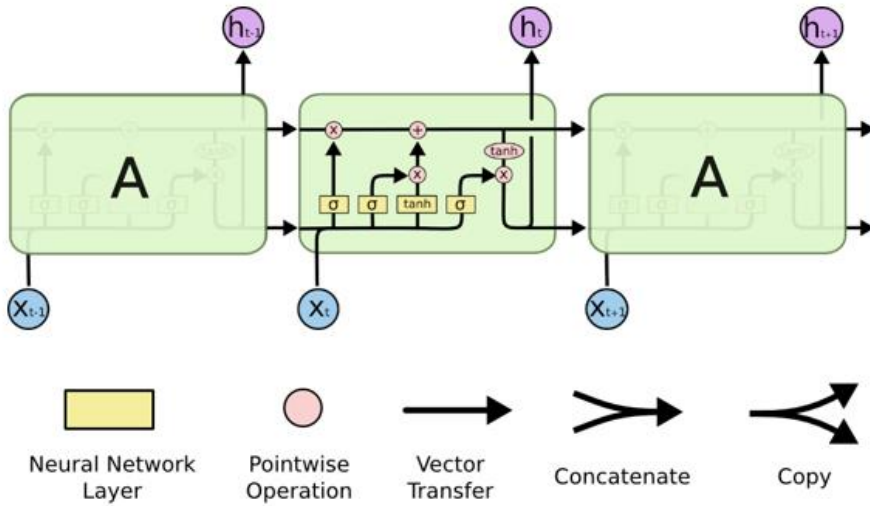 h t-1 h t h t+1
x + tanh x x
A A
σ σ tanh σ
X t-1 X t X t+1
Neural Network Layer
Pointwise Operation
Vector Transfer
Concatenate
Copy